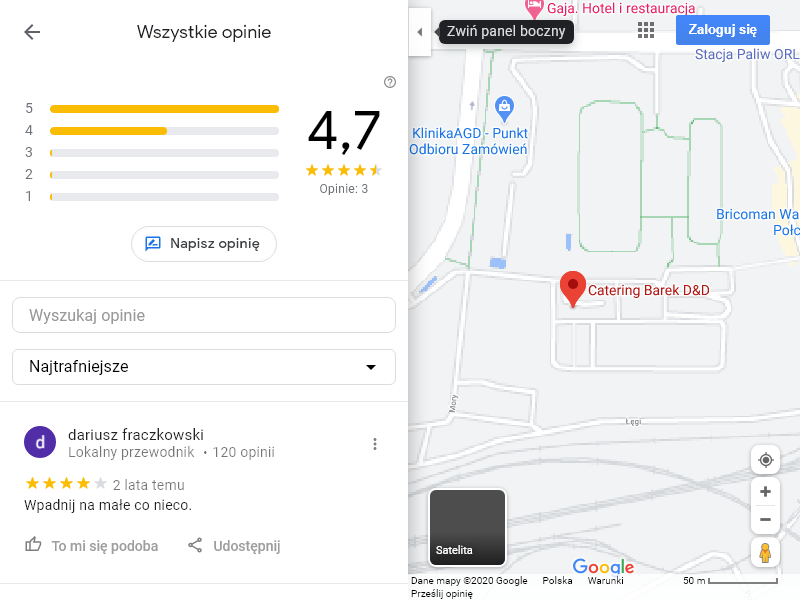 Wszystkie opinie
5
4
3
2
1
4,7
Opinie: 3
Napisz opinię
Wyszukaj opinie
Najtrafniejsze
d
dariusz fraczkowski
Lokalny przewodnik • 120 opinii
2 lata temu
Wpadnij na małe co nieco.
To mi się podoba
Udostępnij
Gaja. Hotel i restauracja
Zwiń panel boczny
Zaloguj się
Stacja Paliw ORL
KlinikaAGD - Punkt
Odbioru Zamówień
Bricoman Wa
Połc
Catering Barek D&D
Mory
Łęgi
Satelita
Google
Dane mapy ©2020 Google
Polska
Warunki
50 m
Prześlij opinię